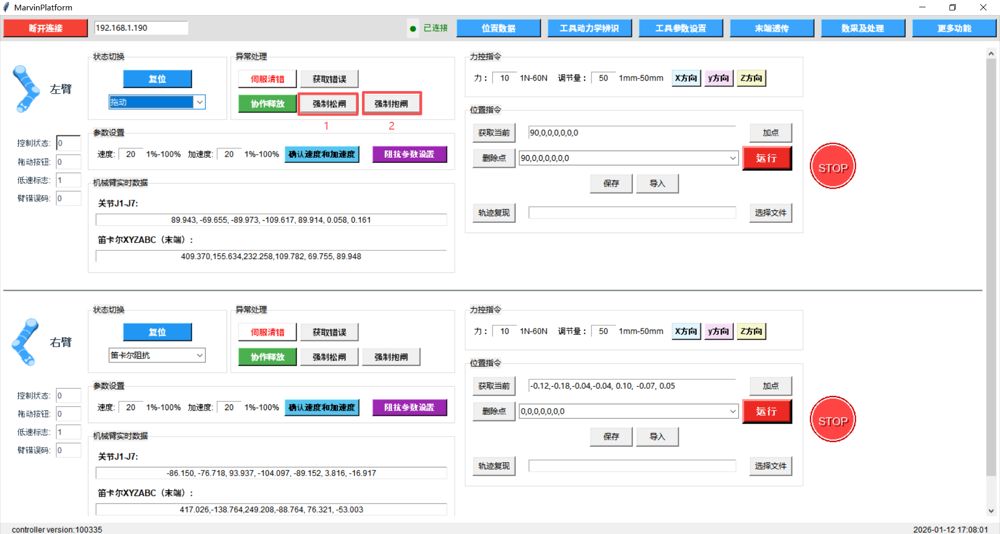 MarvinPlatform
断开连接 192.168.1.190 已连接 位置数据 工具动力学辨识 工具参数设置 末端透传 数采及处理 更多功能
左臂
状态切换
复位
拖动
异常处理
伺服清错 获取错误
协作释放 强制松闸 强制抱闸
1 2
控制状态: 0
拖动按钮: 0
低速标志: 1
臂错误码: 0
参数设置
速度: 20 1%-100% 加速度: 20 1%-100% 确认速度和加速度 阻抗参数设置
机械臂实时数据
关节J1-J7:
89.943, -69.655, -89.973, -109.617, 89.914, 0.058, 0.161
笛卡尔XYZABC（末端）:
409.370,155.634,232.258,109.782, 69.755, 89.948
力控指令
力: 10 1N-60N 调节量: 50 1mm-50mm X方向 y方向 Z方向
位置指令
获取当前 90,0,0,0,0,0,0 加点
删除点 90,0,0,0,0,0,0 运行
保存 导入
轨迹复现 选择文件
STOP
右臂
状态切换
复位
笛卡尔阻抗
异常处理
伺服清错 获取错误
协作释放 强制松闸 强制抱闸
控制状态: 0
拖动按钮: 0
低速标志: 1
臂错误码: 0
参数设置
速度: 20 1%-100% 加速度: 20 1%-100% 确认速度和加速度 阻抗参数设置
机械臂实时数据
关节J1-J7:
-86.150, -76.718, 93.937, -104.097, -89.152, 3.816, -16.917
笛卡尔XYZABC（末端）:
417.026,-138.764,249.208,-88.764, 76.321, -53.003
力控指令
力: 10 1N-60N 调节量: 50 1mm-50mm X方向 y方向 Z方向
位置指令
获取当前 -0.12,-0.18,-0.04,-0.04, 0.10, -0.07, 0.05 加点
删除点 0,0,0,0,0,0,0 运行
保存 导入
轨迹复现 选择文件
STOP
controller version:100335 2026-01-12 17:08:01